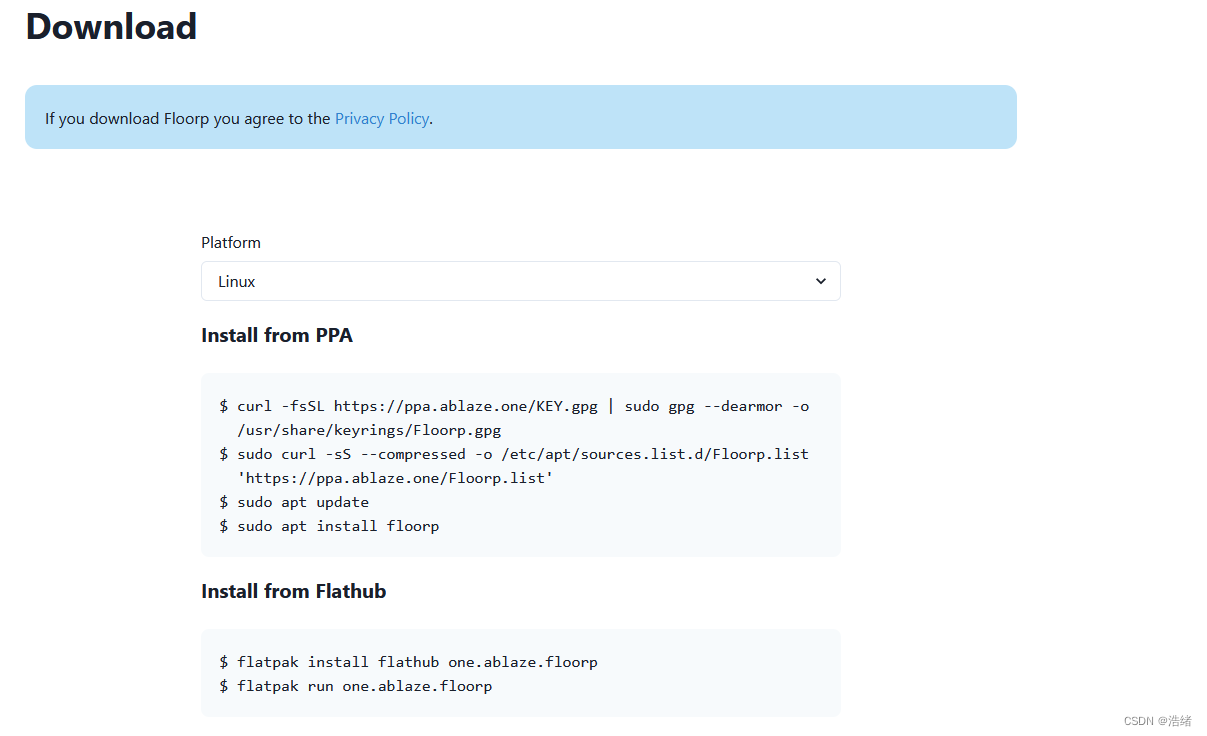 Download
If you download Floorp you agree to the Privacy Policy.
Platform
Linux
Install from PPA
$ curl -fsSL https://ppa.ablaze.one/KEY.gpg | sudo gpg --dearmor -o
/usr/share/keyrings/Floorp.gpg
$ sudo curl -sS --compressed -o /etc/apt/sources.list.d/Floorp.list
'https://ppa.ablaze.one/Floorp.list'
$ sudo apt update
$ sudo apt install floorp
Install from Flathub
$ flatpak install flathub one.ablaze.floorp
$ flatpak run one.ablaze.floorp
CSDN @浩绪